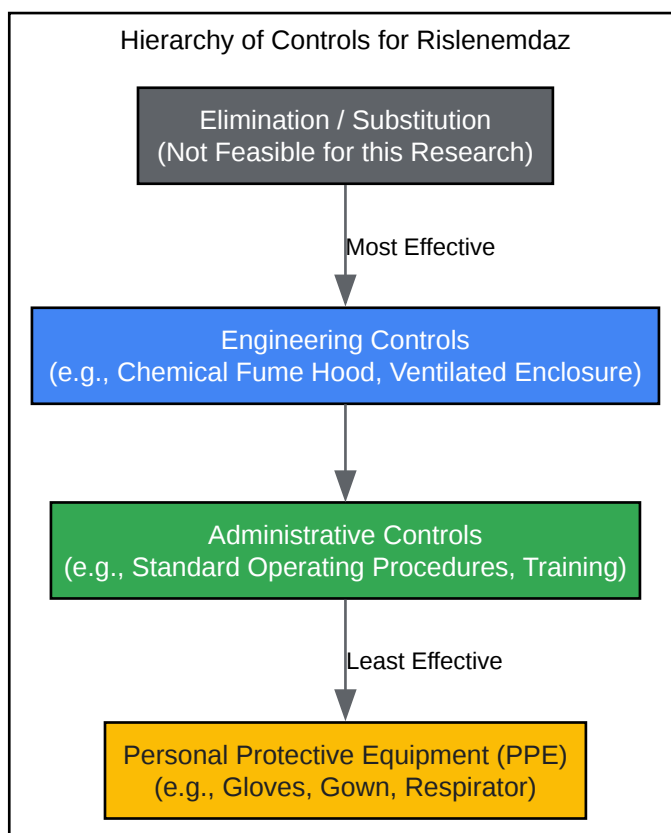 Hierarchy of Controls for Rislenemdaz
Elimination / Substitution
(Not Feasible for this Research)
Most Effective
Engineering Controls
(e.g., Chemical Fume Hood, Ventilated Enclosure)
Administrative Controls
(e.g., Standard Operating Procedures, Training)
Least Effective
Personal Protective Equipment (PPE)
(e.g., Gloves, Gown, Respirator)